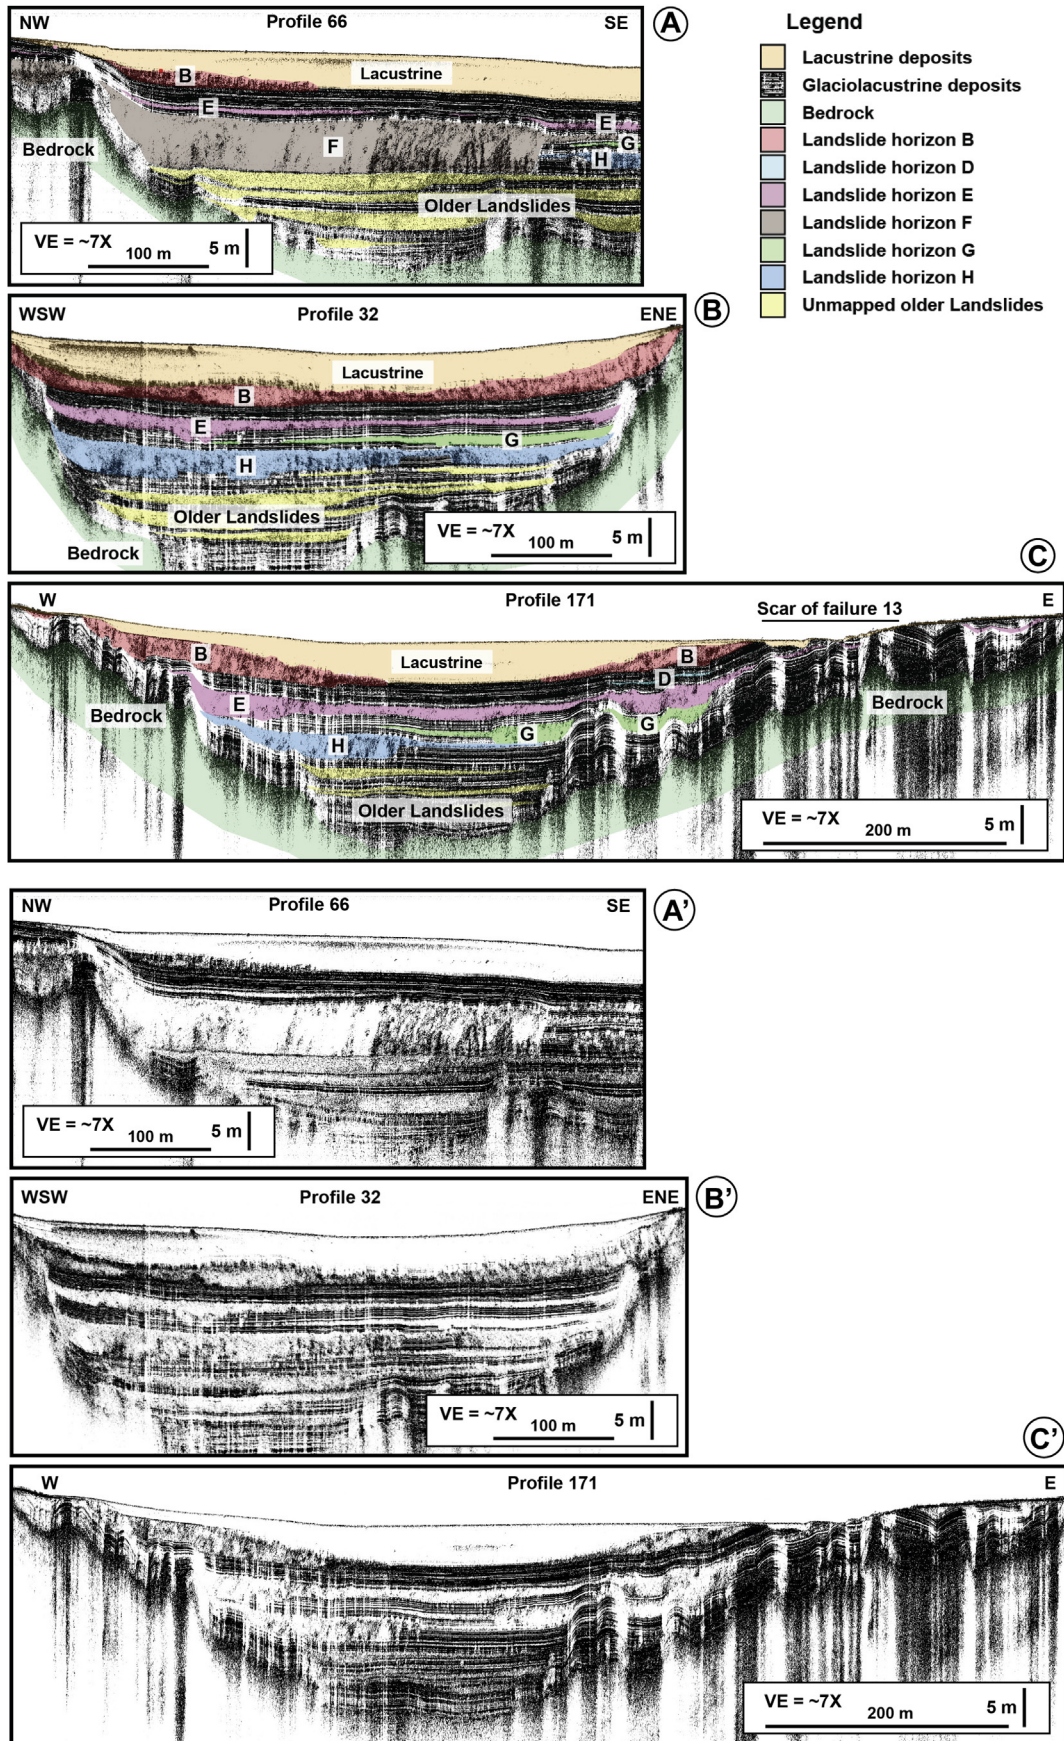 NW Profile 66 SE
A
B
Lacustrine
E
E
Bedrock
F
G
H
Older Landslides
VE = ~7X 100 m 5 m
Legend
Lacustrine deposits
Glaciolacustrine deposits
Bedrock
Landslide horizon B
Landslide horizon D
Landslide horizon E
Landslide horizon F
Landslide horizon G
Landslide horizon H
Unmapped older Landslides
WSW Profile 32 ENE
B
Lacustrine
B
E
G
H
Older Landslides
Bedrock
VE = ~7X 100 m 5 m
C
W Profile 171 E
Scar of failure 13
B
Lacustrine
B
D
E
Bedrock
Bedrock
G
G
H
Older Landslides
VE = ~7X 200 m 5 m
NW Profile 66 SE
A’
VE = ~7X 100 m 5 m
WSW Profile 32 ENE
B’
VE = ~7X 100 m 5 m
C’
W Profile 171 E
VE = ~7X 200 m 5 m